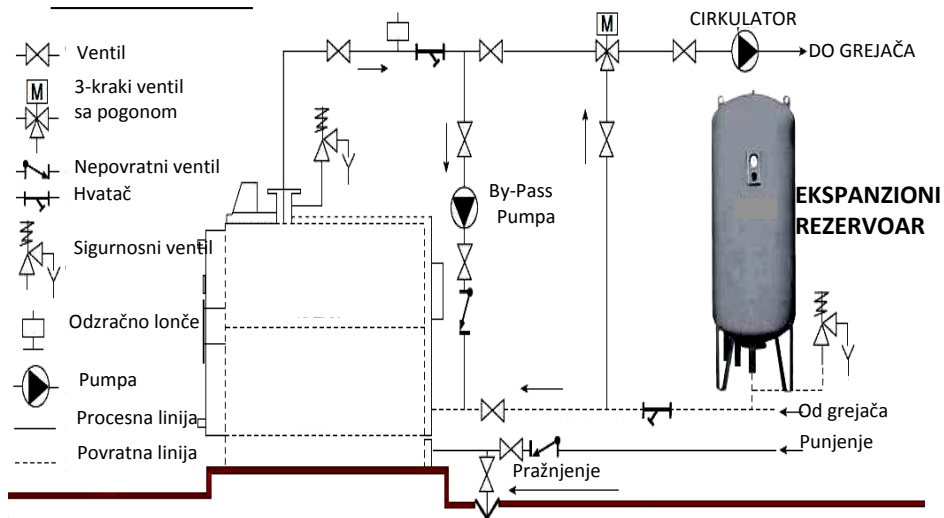 Ventil
M
3-kraki ventil
sa pogonom
Nepovratni ventil
Hvatač
Sigurnosni ventil
Odzračno lonče
Pumpa
Procesna linija
Povratna linija
M
CIRKULATOR
DO GREJAČA
By-Pass
Pumpa
EKSPANZIONI
REZERVOAR
Od grejača
Punjenje
Pražnjenje